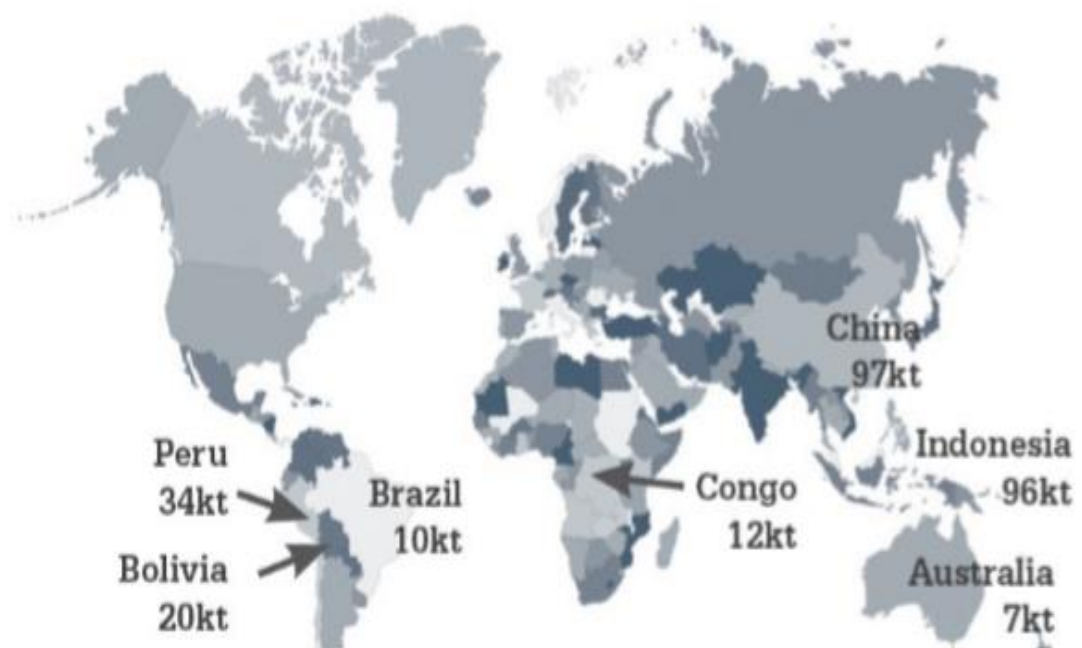 China
97kt
Peru
34kt
Brazil
10kt
Congo
12kt
Indonesia
96kt
Bolivia
20kt
Australia
7kt